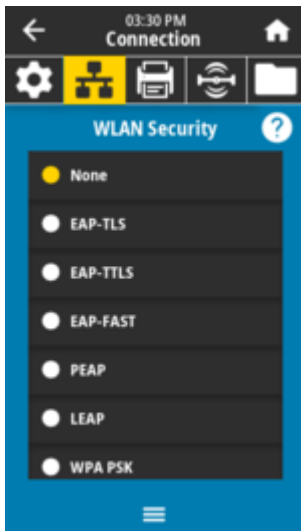 03:30 PM
Connection
WLAN Security
?
None
EAP-TLS
EAP-TTLS
EAP-FAST
PEAP
LEAP
WPA PSK